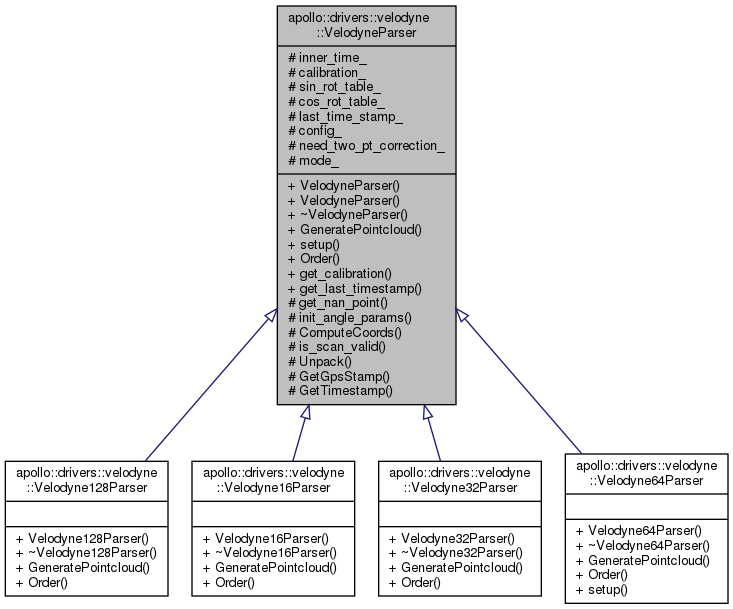 apollo::drivers::velodyne
::VelodyneParser
# inner_time_
# calibration_
# sin_rot_table_
# cos_rot_table_
# last_time_stamp_
# config_
# need_two_pt_correction_
# mode_
+ VelodyneParser()
+ VelodyneParser()
+ ~VelodyneParser()
+ GeneratePointcloud()
+ setup()
+ Order()
+ get_calibration()
+ get_last_timestamp()
# get_nan_point()
# init_angle_params()
# ComputeCoords()
# is_scan_valid()
# Unpack()
# GetGpsStamp()
# GetTimestamp()
apollo::drivers::velodyne
::Velodyne128Parser
+ Velodyne128Parser()
+ ~Velodyne128Parser()
+ GeneratePointcloud()
+ Order()
apollo::drivers::velodyne
::Velodyne16Parser
+ Velodyne16Parser()
+ ~Velodyne16Parser()
+ GeneratePointcloud()
+ Order()
apollo::drivers::velodyne
::Velodyne32Parser
+ Velodyne32Parser()
+ ~Velodyne32Parser()
+ GeneratePointcloud()
+ Order()
apollo::drivers::velodyne
::Velodyne64Parser
+ Velodyne64Parser()
+ ~Velodyne64Parser()
+ GeneratePointcloud()
+ Order()
+ setup()